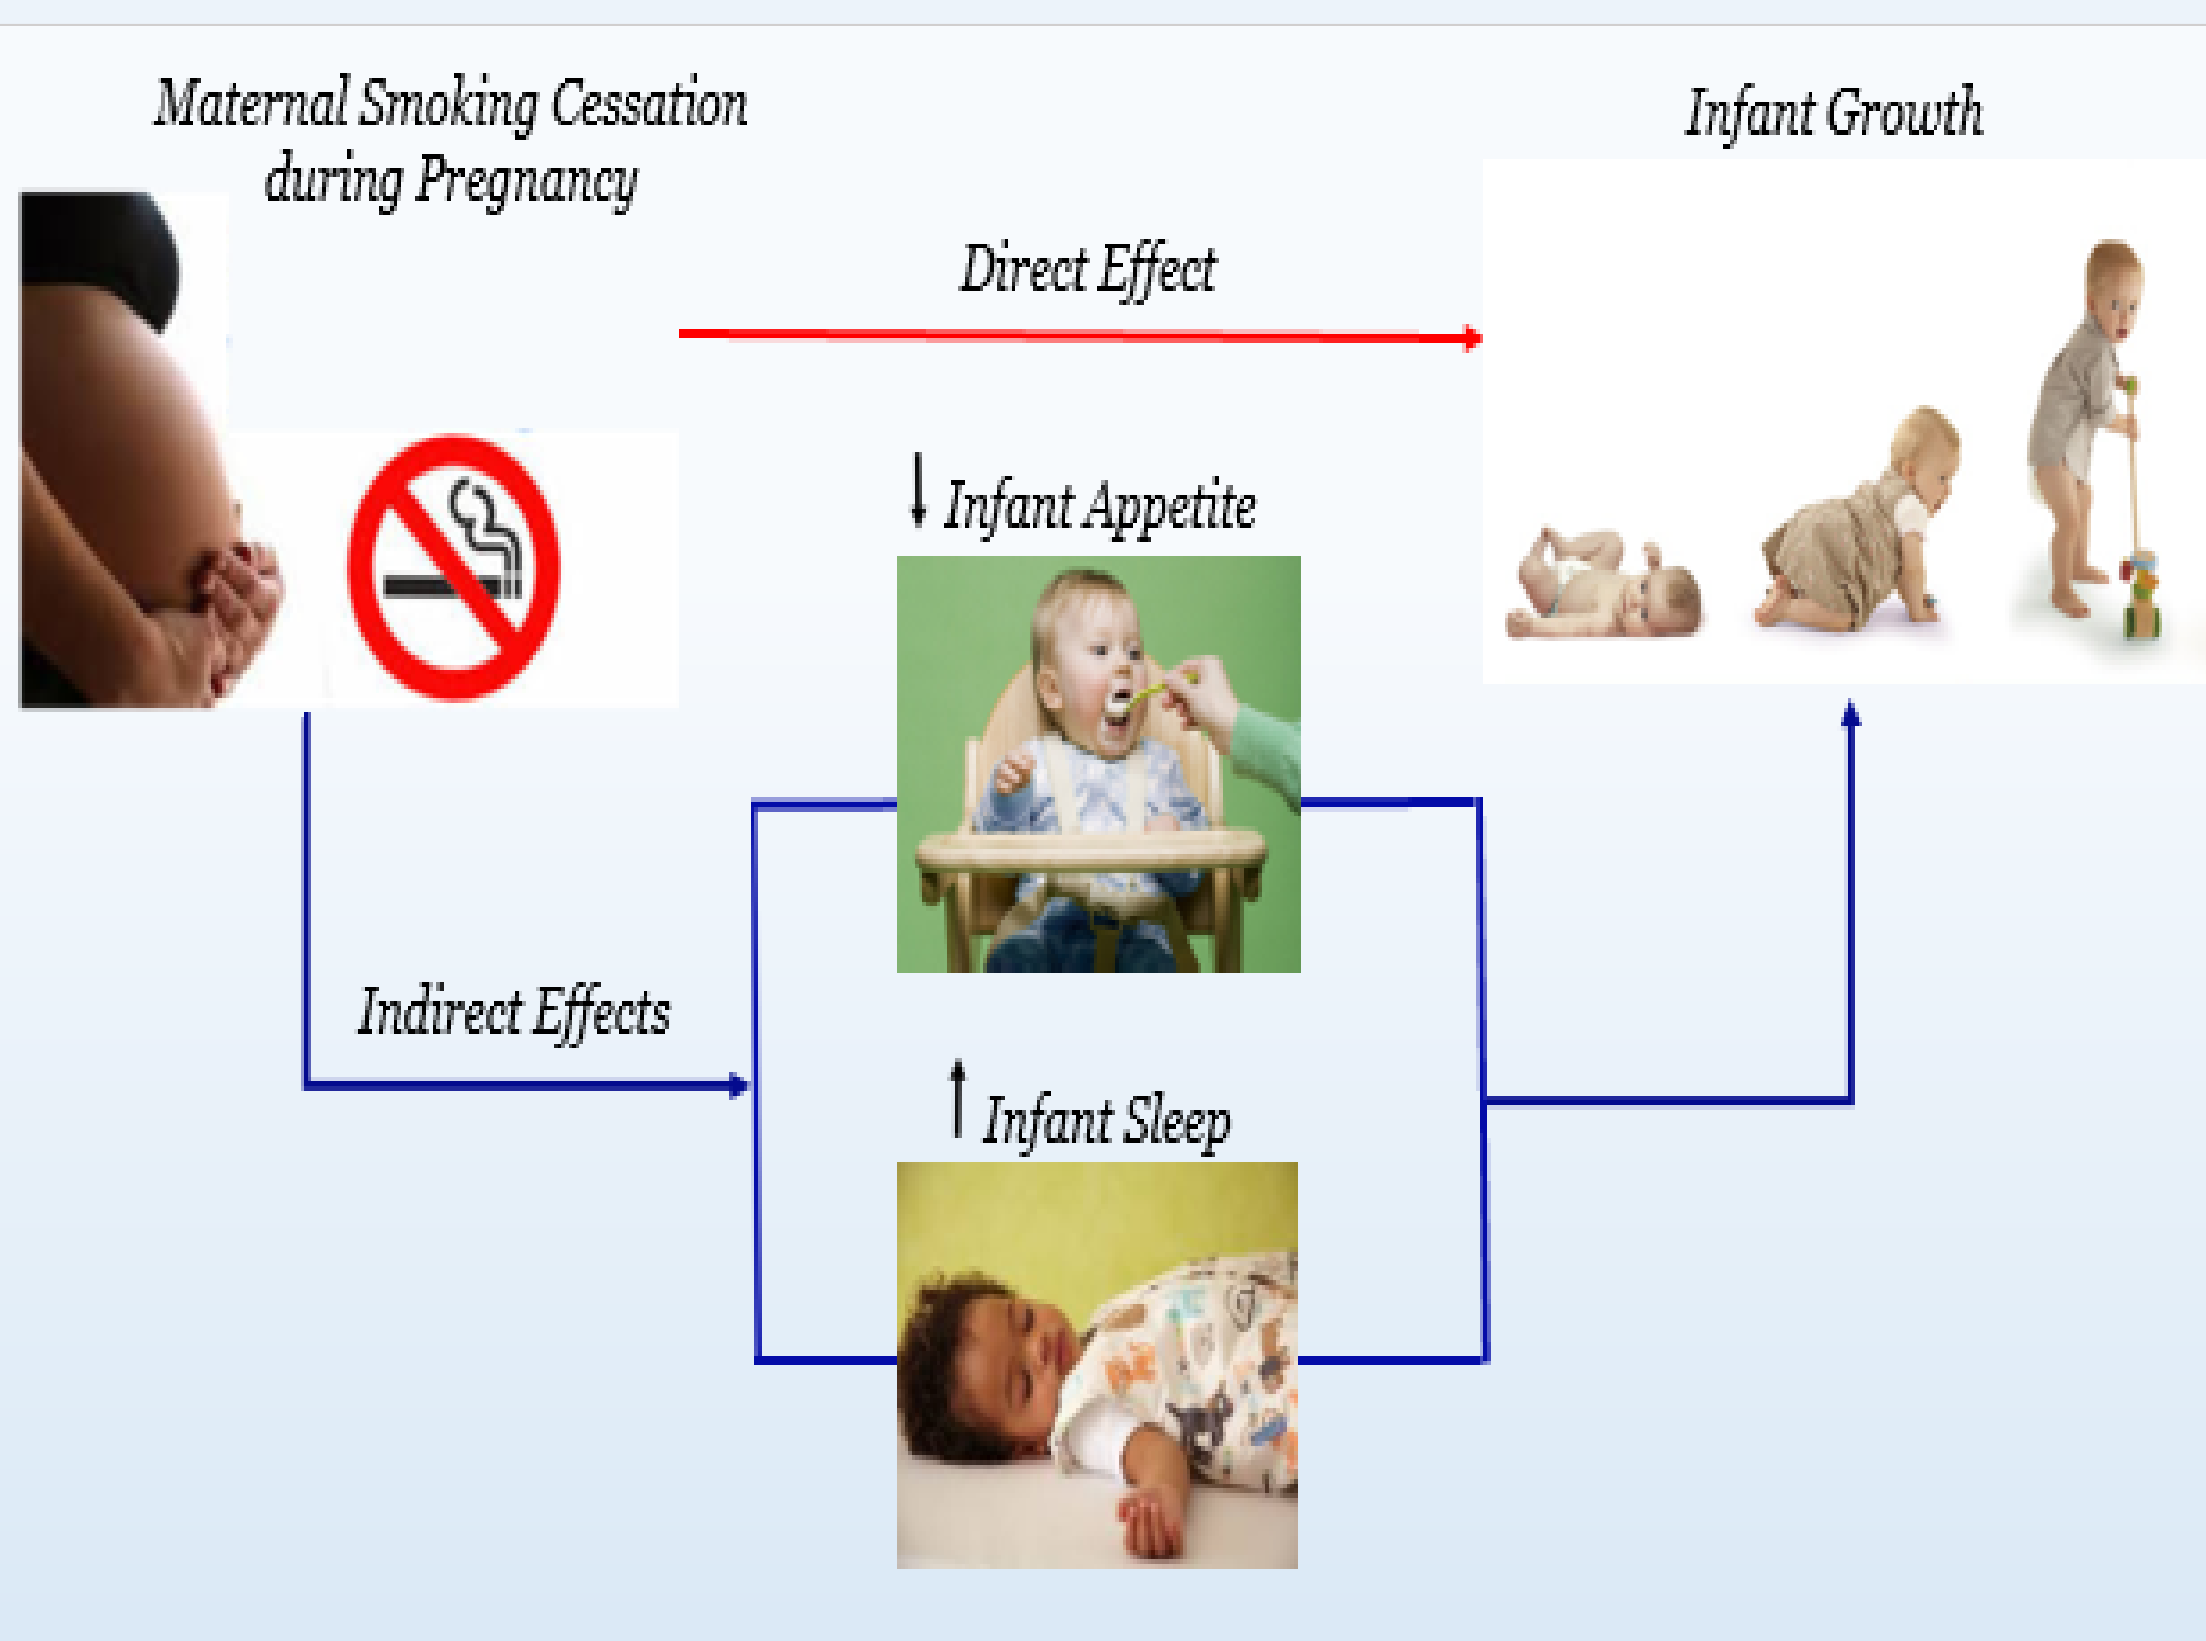 Maternal Smoking Cessation
during Pregnancy
Infant Growth
Direct Effect
↓ Infant Appetite
Indirect Effects
↑ Infant Sleep